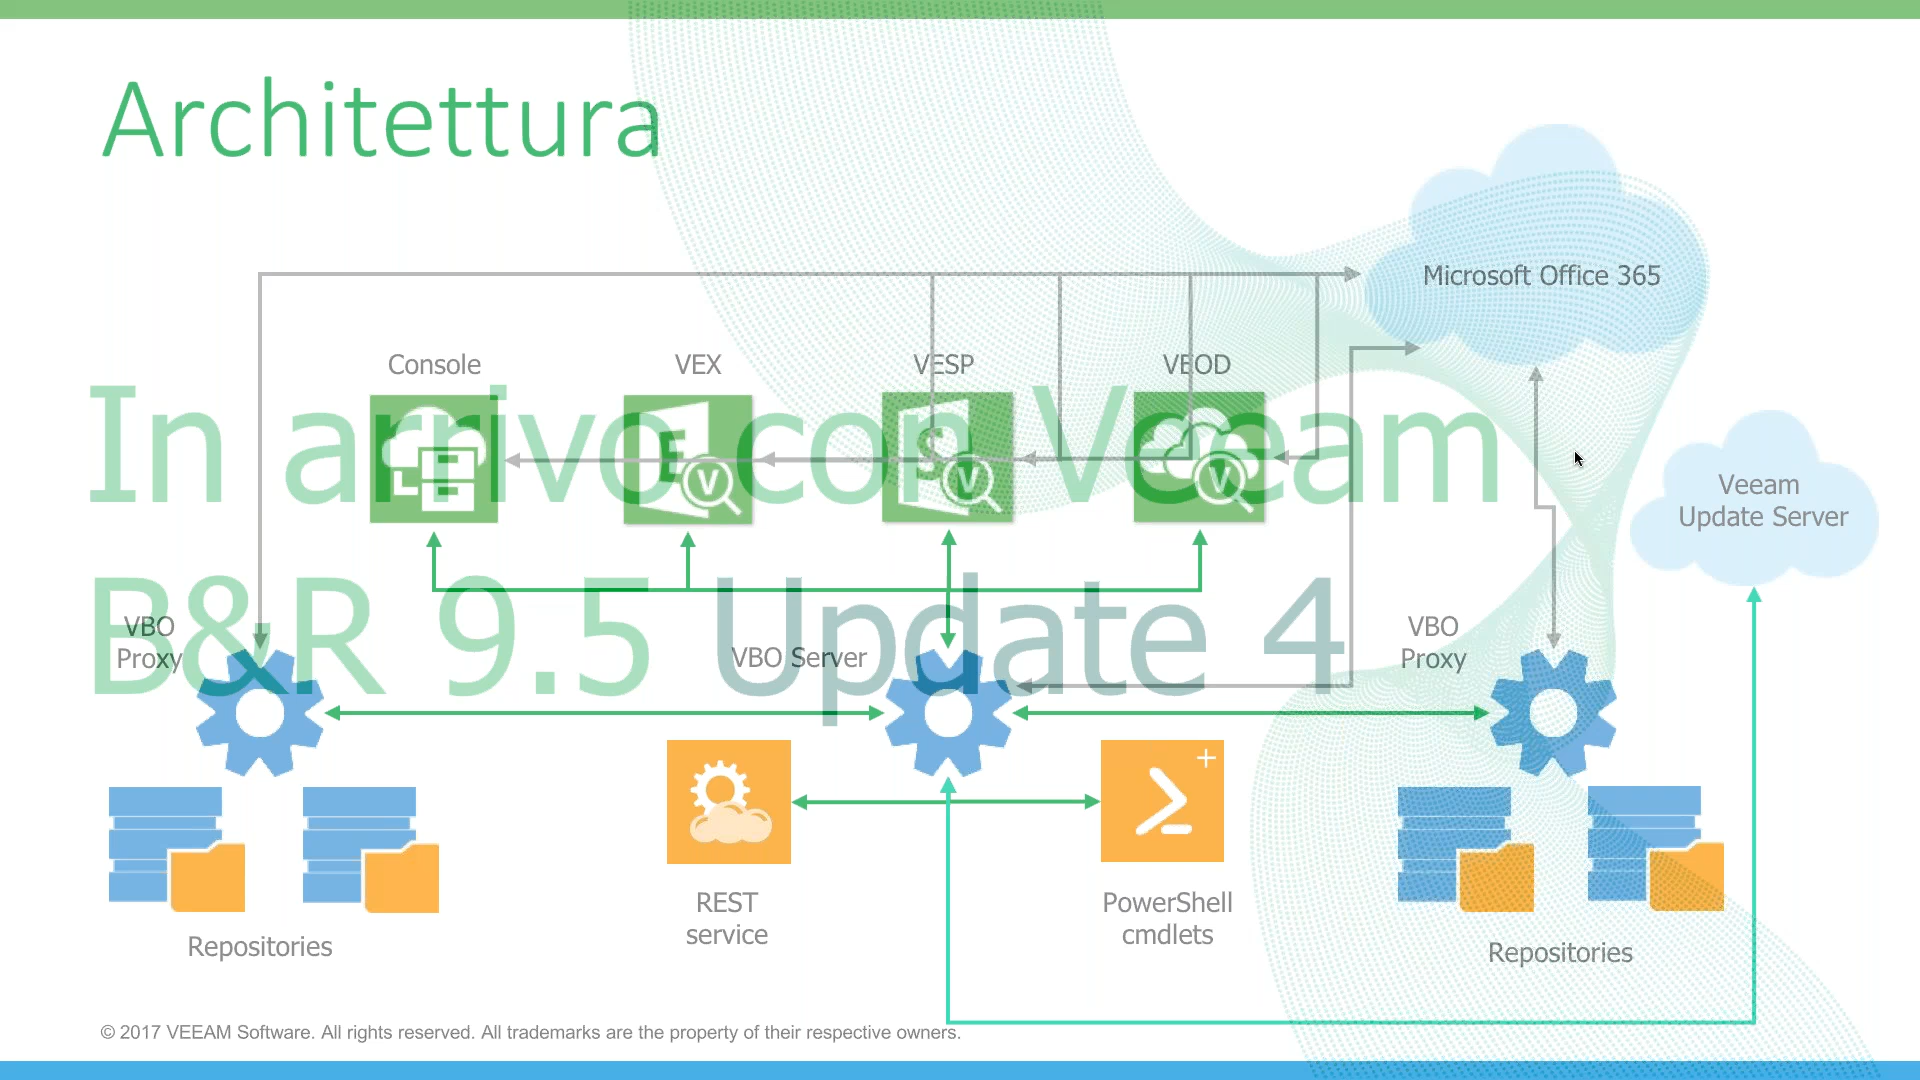 Architettura
Microsoft Office 365
Console
VEX
VESP
VEOD
In arrivo con Veeam
B&R 9.5 Update 4
Veeam
Update Server
VBO
Proxy
VBO Server
VBO
Proxy
REST
service
PowerShell
cmdlets
Repositories
Repositories
© 2017 VEEAM Software. All rights reserved. All trademarks are the property of their respective owners.